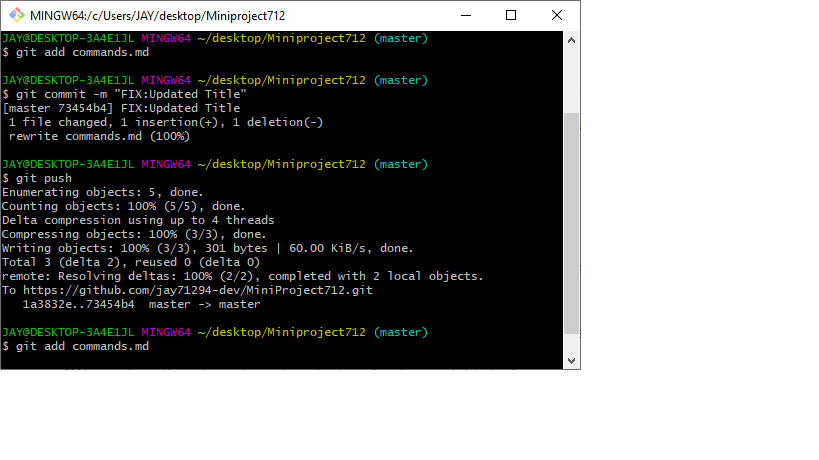 MINGW64:/c/Users/JAY/desktop/Miniproject712
JAY@DESKTOP-3A4E1JL MINGW64 ~/desktop/Miniproject712 (master)
$ git add commands.md
JAY@DESKTOP-3A4E1JL MINGW64 ~/desktop/Miniproject712 (master)
$ git commit -m "FIX:Updated Title"
[master 73454b4] FIX:Updated Title
1 file changed, 1 insertion(+), 1 deletion(-)
rewrite commands.md (100%)
JAY@DESKTOP-3A4E1JL MINGW64 ~/desktop/Miniproject712 (master)
$ git push
Enumerating objects: 5, done.
Counting objects: 100% (5/5), done.
Delta compression using up to 4 threads
Compressing objects: 100% (3/3), done.
Writing objects: 100% (3/3), 301 bytes | 60.00 KiB/s, done.
Total 3 (delta 2), reused 0 (delta 0)
remote: Resolving deltas: 100% (2/2), completed with 2 local objects.
To https://github.com/jay71294-dev/MiniProject712.git
1a3832e..73454b4  master -> master
JAY@DESKTOP-3A4E1JL MINGW64 ~/desktop/Miniproject712 (master)
$ git add commands.md